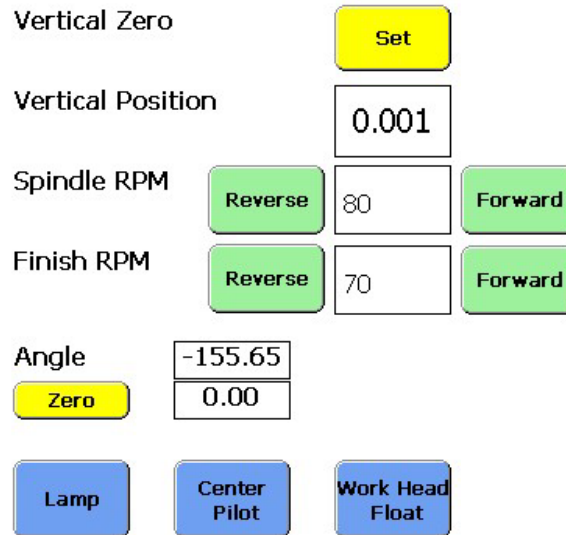 Vertical Zero Set
Vertical Position 0.001
Spindle RPM Reverse 80 Forward
Finish RPM Reverse 70 Forward
Angle -155.65
Zero 0.00
Lamp
Center
Pilot
Work Head
Float